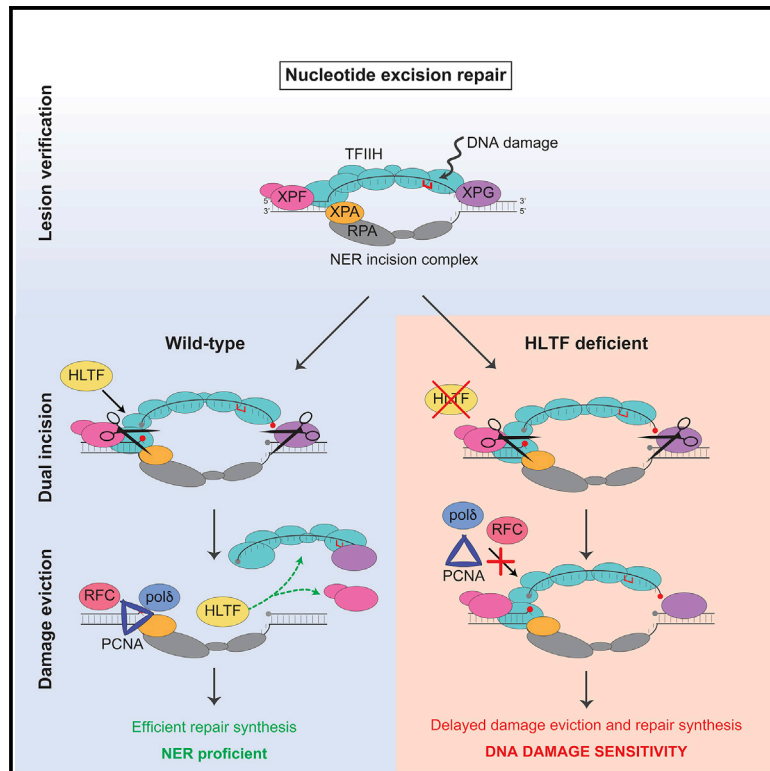 Nucleotide excision repair
Lesion verification
DNA damage
TFIIH
XPF
XPG
5'
3'
3'
5'
XPA
RPA
NER incision complex
Wild-type
HLTF deficient
Dual incision
HLTF
HLTF
Damage eviction
RFC
polδ
PCNA
HLTF
polδ
RFC
PCNA
Efficient repair synthesis
NER proficient
Delayed damage eviction and repair synthesis
DNA DAMAGE SENSITIVITY